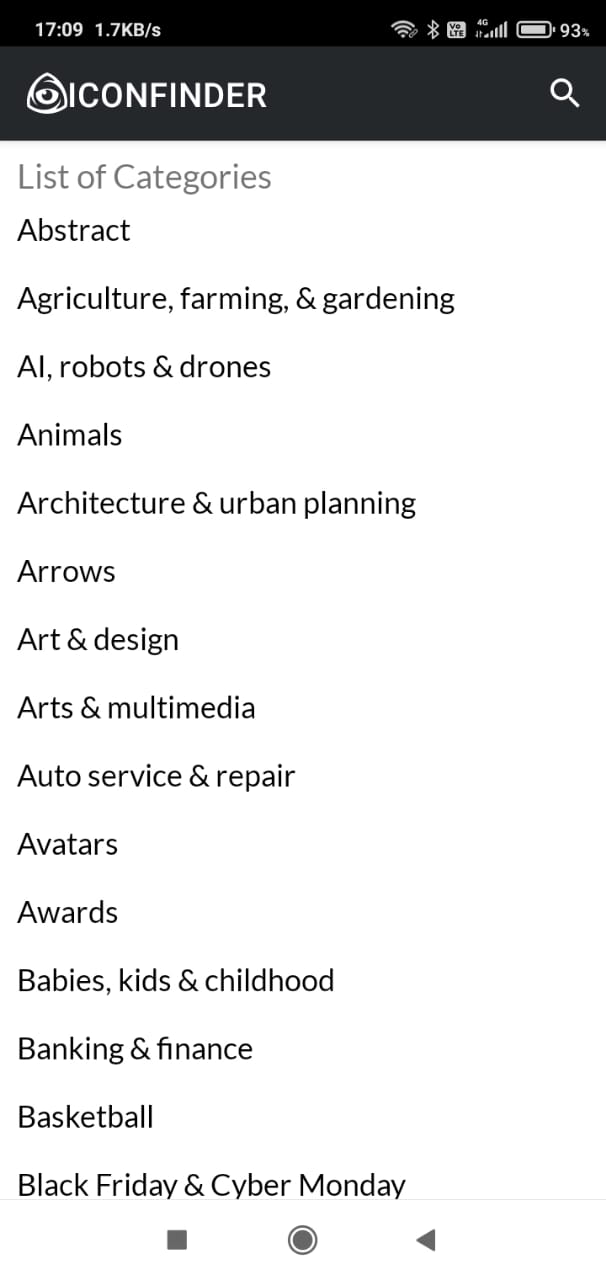 17:09 1.7KB/s Vo LTE 4G 93%
ICONFINDER
List of Categories
Abstract
Agriculture, farming, & gardening
AI, robots & drones
Animals
Architecture & urban planning
Arrows
Art & design
Arts & multimedia
Auto service & repair
Avatars
Awards
Babies, kids & childhood
Banking & finance
Basketball
Black Friday & Cyber Monday